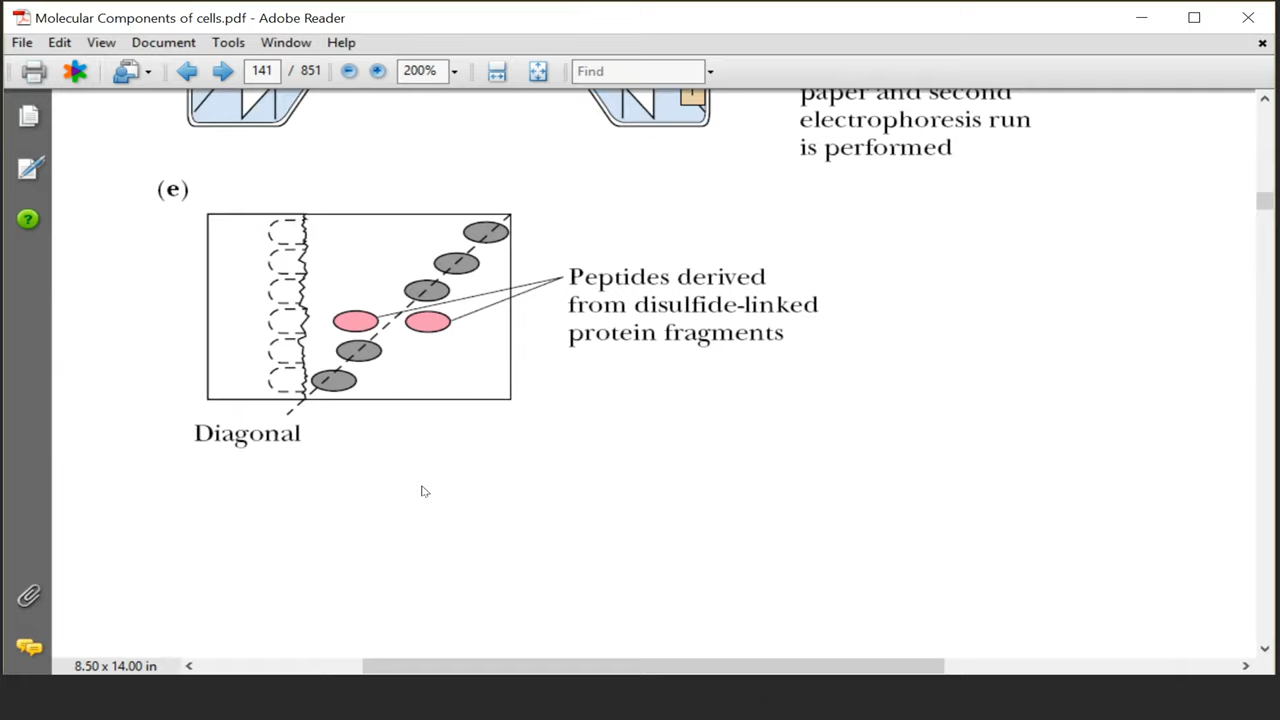 Molecular Components of cells.pdf - Adobe Reader
File Edit View Document Tools Window Help
141 / 851 200% Find
paper and second
electrophoresis run
is performed
(e)
Peptides derived
from disulfide-linked
protein fragments
Diagonal
8.50 x 14.00 in